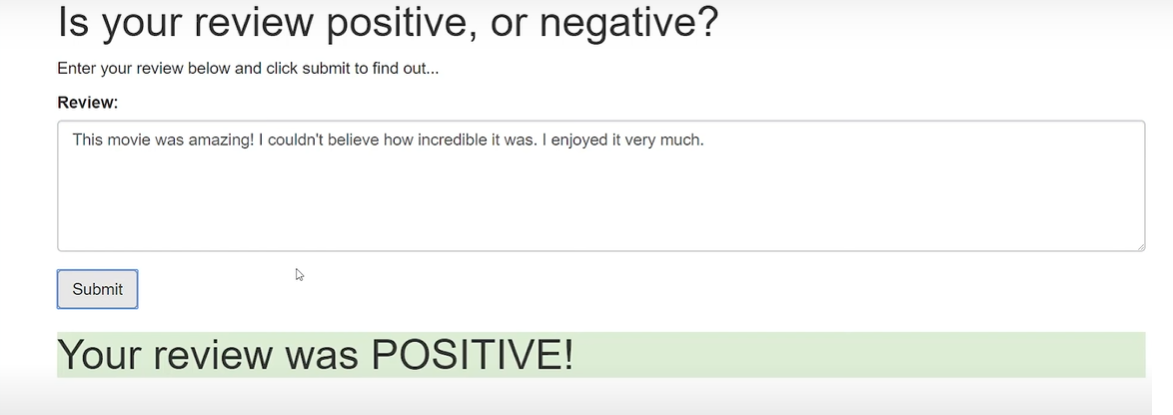 Is your review positive, or negative?
Enter your review below and click submit to find out...
Review:
This movie was amazing! I couldn't believe how incredible it was. I enjoyed it very much.
Submit
Your review was POSITIVE!